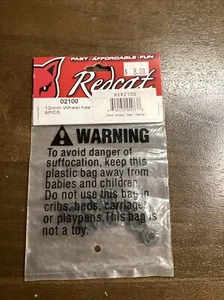 FAST • AFFORDABLE • FUN
Redcat
02100
12mm Wheel hex
6PCS
RER2100
WARNING
To avoid danger of
suffocation, keep this
plastic bag away from
babies and children.
Do not use this bag in
cribs, beds, carriages
or playpens.This bag is
not a toy.